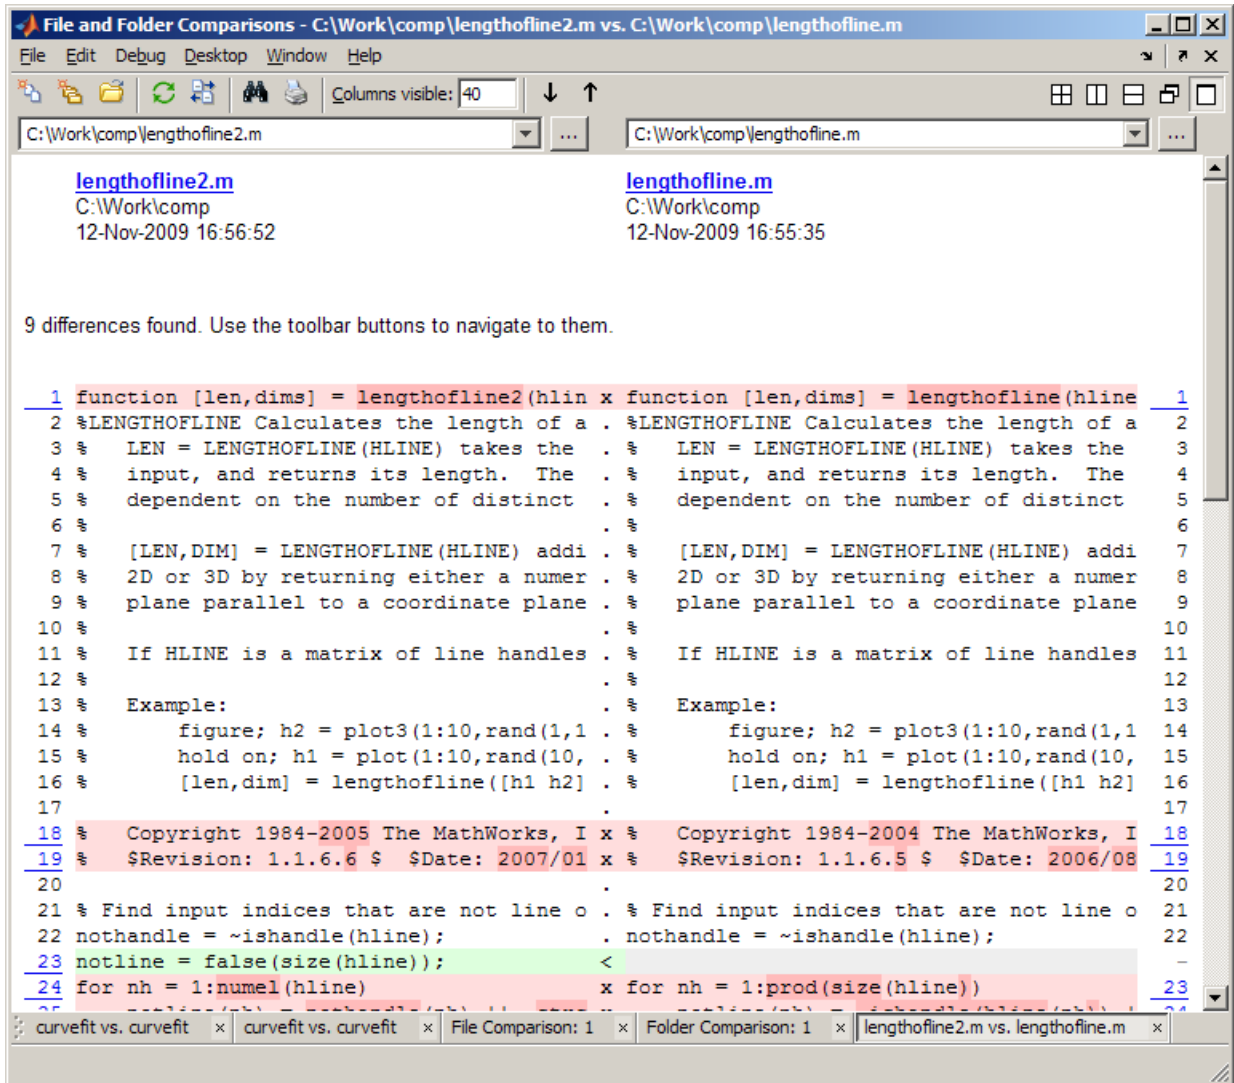 File and Folder Comparisons - C:\Work\comp\lengthofline2.m vs. C:\Work\comp\lengthofline.m
File Edit Debug Desktop Window Help
Columns visible: 40
C:\Work\comp\lengthofline2.m ... C:\Work\comp\lengthofline.m ...
lengthofline2.m lengthofline.m
C:\Work\comp C:\Work\comp
12-Nov-2009 16:56:52 12-Nov-2009 16:55:35
9 differences found. Use the toolbar buttons to navigate to them.
1 function [len,dims] = lengthofline2(hlin x function [len,dims] = lengthofline(hline 1
2 %LENGTHOFLINE Calculates the length of a . %LENGTHOFLINE Calculates the length of a 2
3 % LEN = LENGTHOFLINE(HLINE) takes the . % LEN = LENGTHOFLINE(HLINE) takes the 3
4 % input, and returns its length. The . % input, and returns its length. The 4
5 % dependent on the number of distinct . % dependent on the number of distinct 5
6 % . % 6
7 % [LEN,DIM] = LENGTHOFLINE(HLINE) addi . % [LEN,DIM] = LENGTHOFLINE(HLINE) addi 7
8 % 2D or 3D by returning either a numer . % 2D or 3D by returning either a numer 8
9 % plane parallel to a coordinate plane . % plane parallel to a coordinate plane 9
10 % . % 10
11 % If HLINE is a matrix of line handles . % If HLINE is a matrix of line handles 11
12 % . % 12
13 % Example: . % Example: 13
14 % figure; h2 = plot3(1:10,rand(1,1 . % figure; h2 = plot3(1:10,rand(1,1 14
15 % hold on; h1 = plot(1:10,rand(10, . % hold on; h1 = plot(1:10,rand(10, 15
16 % [len,dim] = lengthofline([h1 h2] . % [len,dim] = lengthofline([h1 h2] 16
17 . 17
18 % Copyright 1984-2005 The MathWorks, I x % Copyright 1984-2004 The MathWorks, I 18
19 % $Revision: 1.1.6.6 $ $Date: 2007/01 x % $Revision: 1.1.6.5 $ $Date: 2006/08 19
20 . 20
21 % Find input indices that are not line o . % Find input indices that are not line o 21
22 nothandle = ~ishandle(hline); . nothandle = ~ishandle(hline); 22
23 notline = false(size(hline)); < -
24 for nh = 1:numel(hline) x for nh = 1:prod(size(hline)) 23
curvefit vs. curvefit x curvefit vs. curvefit x File Comparison: 1 x Folder Comparison: 1 x lengthofline2.m vs. lengthofline.m x